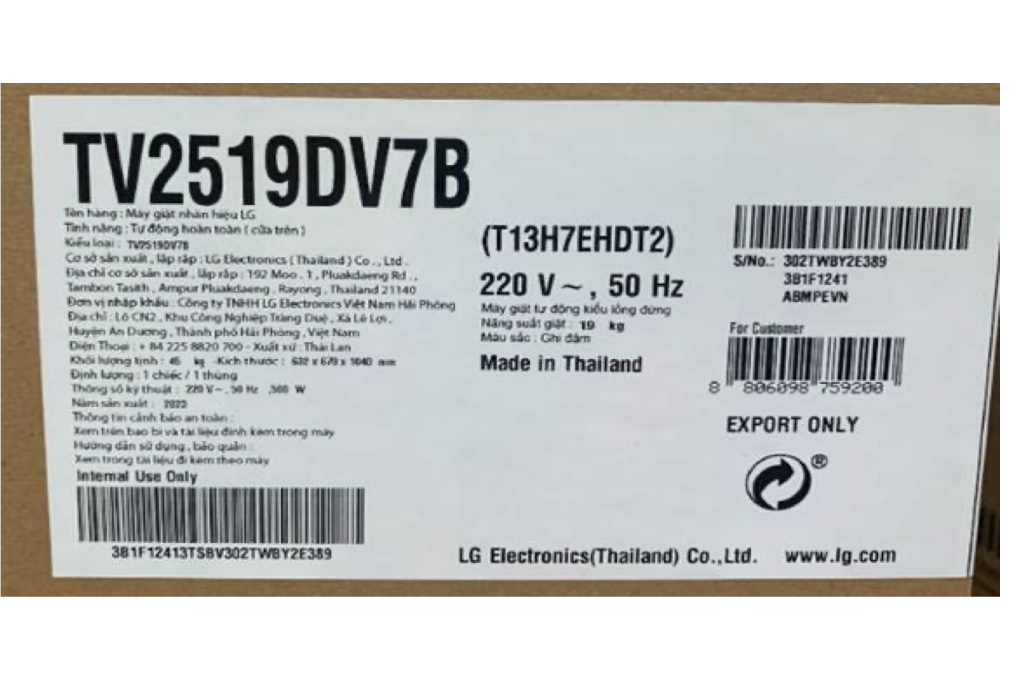 TV2519DV7B
Tên hàng : Máy giặt nhãn hiệu LG
Tính năng : Tự động hoàn toàn ( cửa trên )
Kiểu loại : TV2519DV7B
Cơ sở sản xuất , lắp ráp : LG Electronics ( Thailand ) Co ., Ltd .
Địa chỉ cơ sở sản xuất , lắp ráp : 192 Moo . 1 , Pluakdaeng Rd . ,
Tambon Tasith , Ampur Pluakdaeng , Rayong , Thailand 21140
Đơn vị nhập khẩu : Công ty TNHH LG Electronics Việt Nam Hải Phòng
Địa chỉ : Lô CN2 , Khu Công Nghiệp Tràng Duệ , Xã Lê Lợi ,
Huyện An Dương , Thành phố Hải Phòng , Việt Nam
Điện Thoại : + 84 225 8820 700 - Xuất xứ : Thái Lan
Khối lượng tịnh : 45 kg -Kích thước : 632 x 670 x 1040 mm
Định lượng : 1 chiếc / 1 thùng
Thông số kỹ thuật : 220 V~ , 50 Hz ,500 W
Năm sản xuất : 2023
Thông tin cảnh báo an toàn :
Xem trên bao bì và tài liệu đính kèm trong máy
Hướng dẫn sử dụng , bảo quản :
Xem trong tài liệu đi kèm theo máy
Internal Use Only
3B1F12413TSBV302TWBY2E389
(T13H7EHDT2)
220 V ~ , 50 Hz
Máy giặt tự động kiểu lồng đứng
Năng suất giặt : 19 kg
Màu sắc : Ghi đậm
Made in Thailand
S/No.: 302TWBY2E389
3B1F1241
ABMPEVN
For Customer
8 806098 759200
EXPORT ONLY
®
LG Electronics(Thailand) Co.,Ltd. www.lg.com